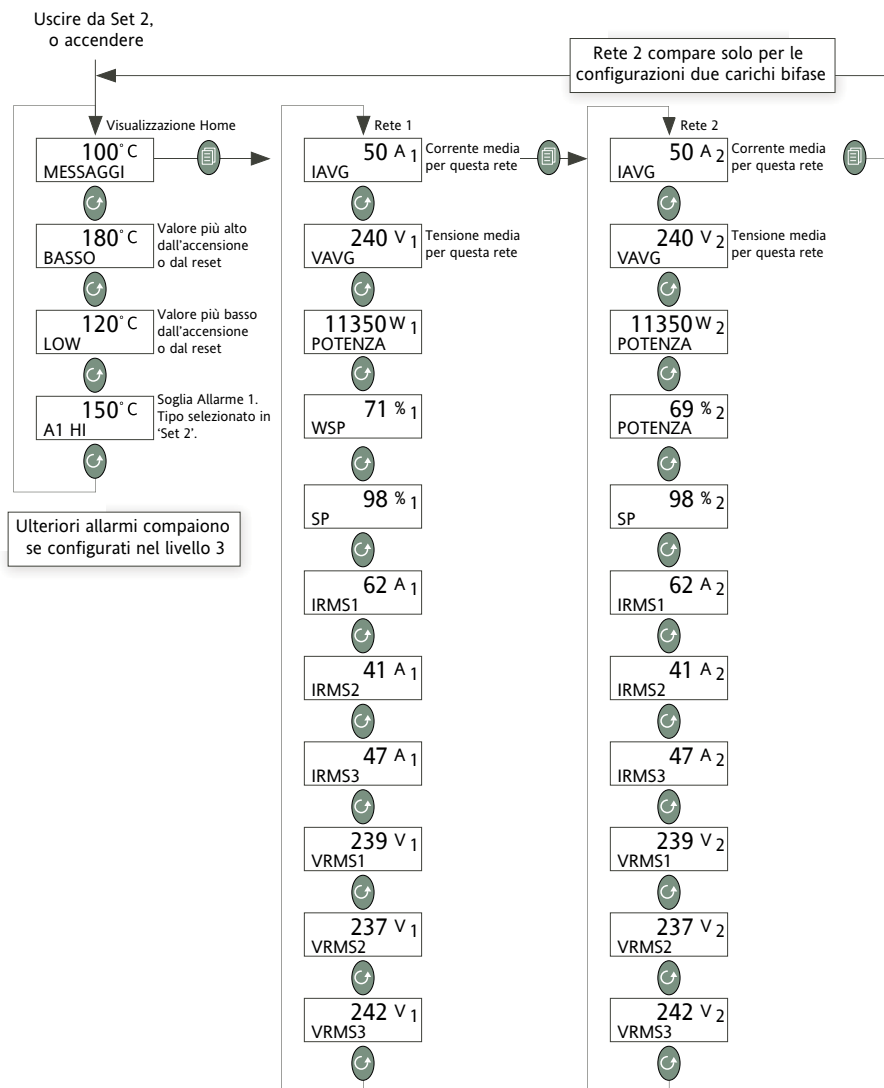 Uscire da Set 2,
o accendere
Rete 2 compare solo per le
configurazioni due carichi bifase
Visualizzazione Home
100°C
MESSAGGI
180°C
BASSO
Valore più alto
dall'accensione
o dal reset
120°C
LOW
Valore più basso
dall'accensione
o dal reset
150°C
A1 HI
Soglia Allarme 1.
Tipo selezionato in
‘Set 2’.
Ulteriori allarmi compaiono
se configurati nel livello 3
Rete 1
50 A 1
IAVG
Corrente media
per questa rete
240 V 1
VAVG
Tensione media
per questa rete
11350 W 1
POTENZA
71 % 1
WSP
98 % 1
SP
62 A 1
IRMS1
41 A 1
IRMS2
47 A 1
IRMS3
239 V 1
VRMS1
237 V 1
VRMS2
242 V 1
VRMS3
Rete 2
50 A 2
IAVG
Corrente media
per questa rete
240 V 2
VAVG
Tensione media
per questa rete
11350 W 2
POTENZA
69 % 2
POTENZA
98 % 2
SP
62 A 2
IRMS1
41 A 2
IRMS2
47 A 2
IRMS3
239 V 2
VRMS1
237 V 2
VRMS2
242 V 2
VRMS3